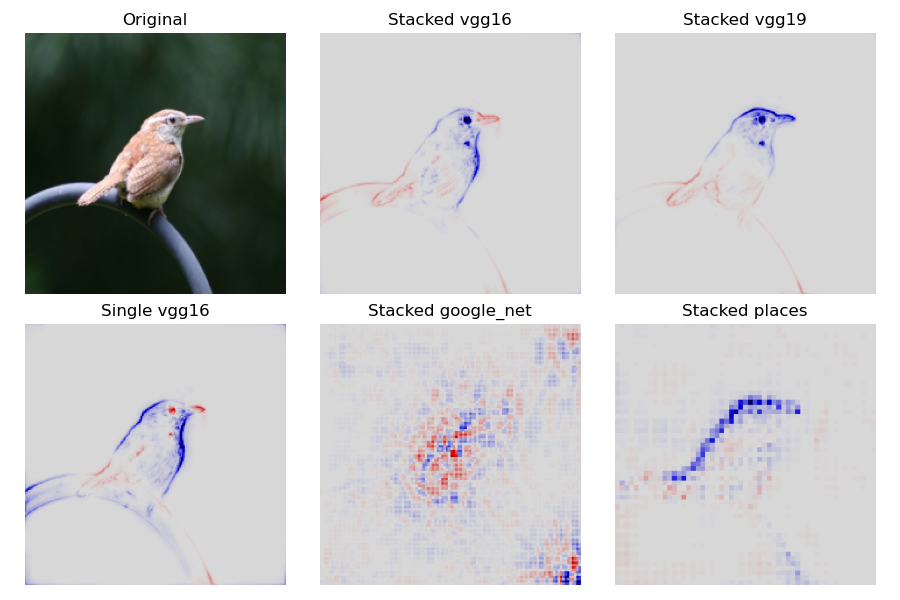 Original
Stacked vgg16
Stacked vgg19
Single vgg16
Stacked google_net
Stacked places